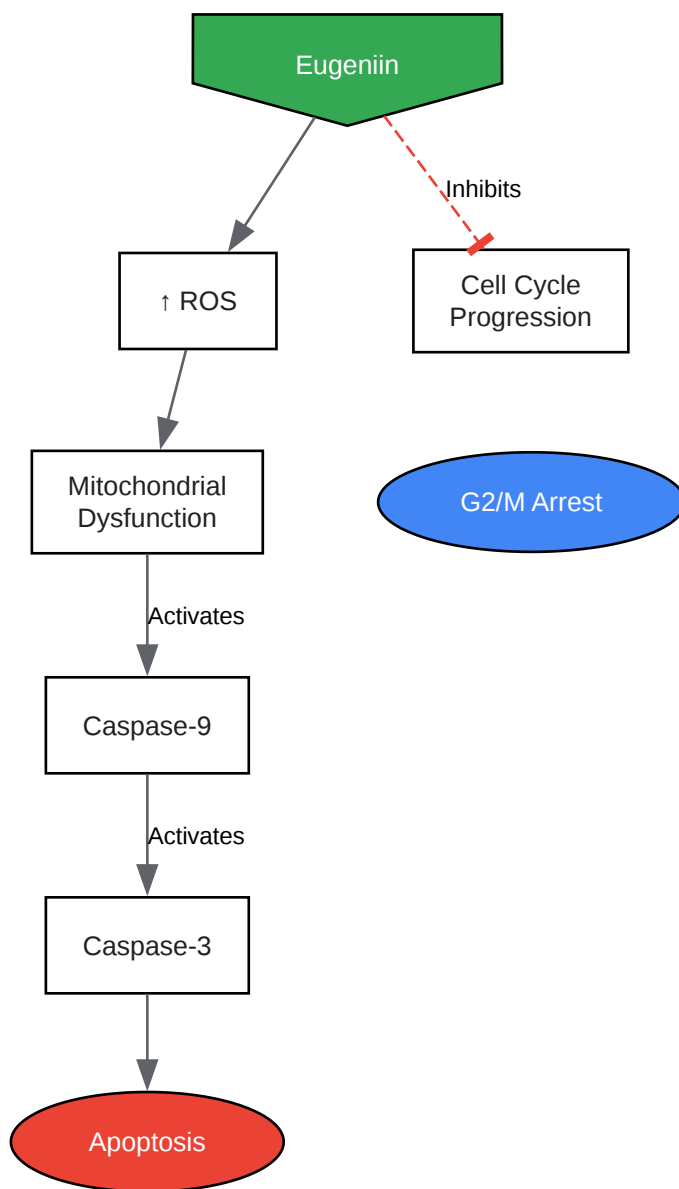 Eugeniin
Inhibits
↑ ROS
Cell Cycle
Progression
Mitochondrial
Dysfunction
G2/M Arrest
Activates
Caspase-9
Activates
Caspase-3
Apoptosis